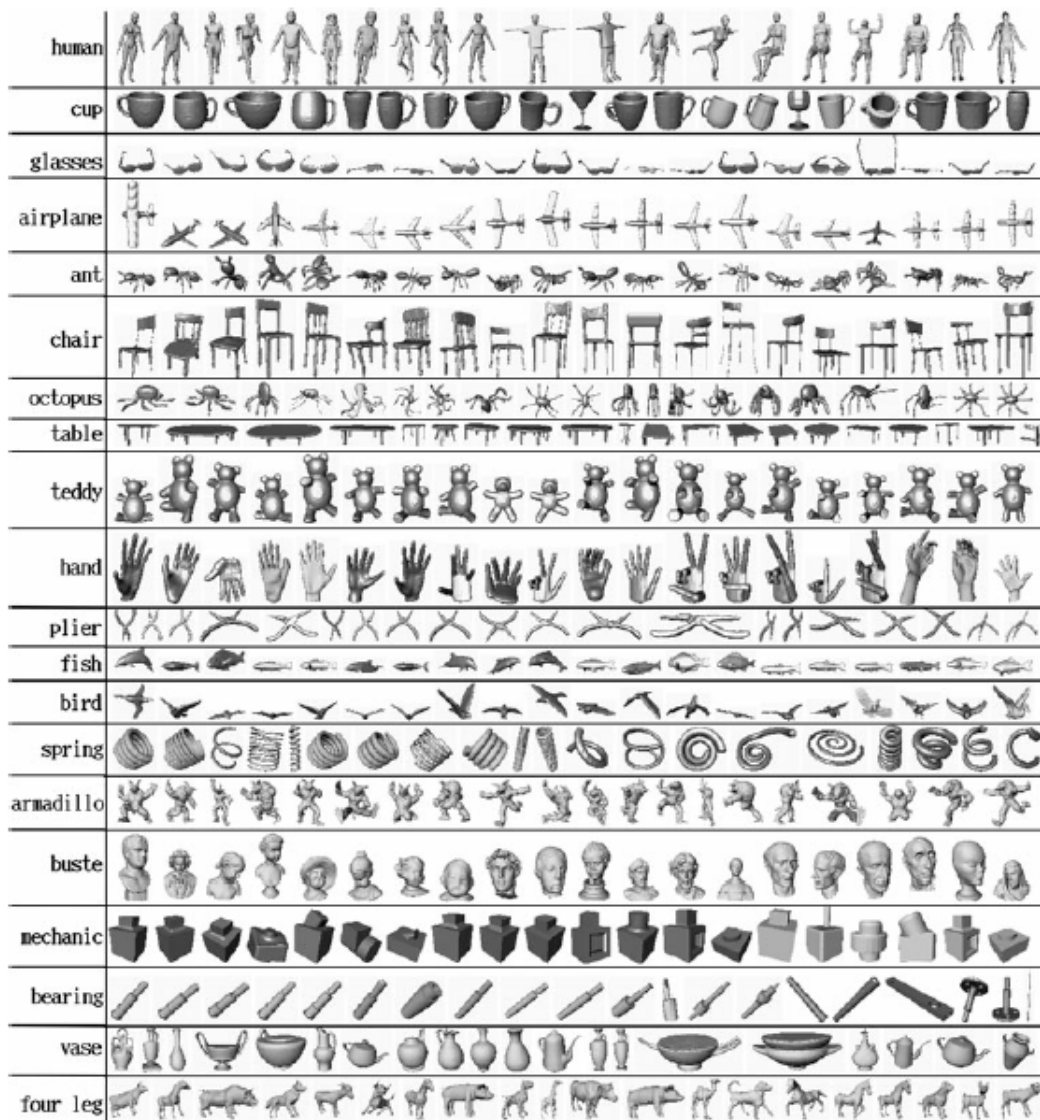 human
cup
glasses
airplane
ant
chair
octopus
table
teddy
hand
plier
fish
bird
spring
armadillo
buste
mechanic
bearing
vase
four leg